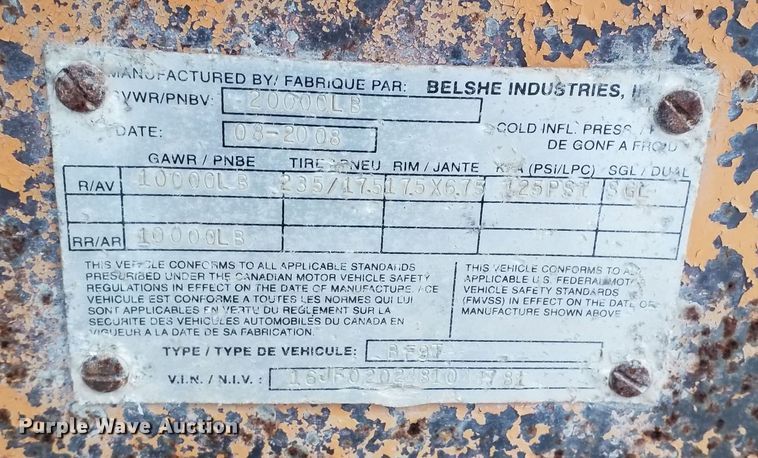 MANUFACTURED BY/ FABRIQUE PAR: BELSHE INDUSTRIES,
GVWR/PNBV: 20000LB
DATE: 08-2008
COLD INFL. PRESS. /
DE GONF A FROID
GAWR / PNBE TIRE / PNEU RIM / JANTE KPA (PSI/LPC) SGL / DUAL
R/AV 10000LB 235/17.5 17.5X6.75 125PSI SGL
RR/AR 10000LB
THIS VEHICLE CONFORMS TO ALL APPLICABLE STANDARDS
PRESURIBED UNDER THE CANADIAN MOTOR VEHICLE SAFETY
REGULATIONS IN EFFECT ON THE DATE OF MANUFACTURE / CE
VEHICULE EST CONFORME A TOUTES LES NORMES QUI LUI
SONT APPLICABLES EN VERTU DU REGLEMENT SUR LA
SECURITE DES VEHICULES AUTOMOBILES DU CANADA EN
VIGUEUR A LA DATE DE SA FABRICATION.
THIS VEHICLE CONFORMS TO ALL
APPLICABLE U.S. FEDERAL MOTOR
VEHICLE SAFETY STANDARDS
(FMVSS) IN EFFECT ON THE DATE OF
MANUFACTURE SHOWN ABOVE
TYPE / TYPE DE VEHICULE:
V.I.N. / N.I.V. :
Purple Wave Auction